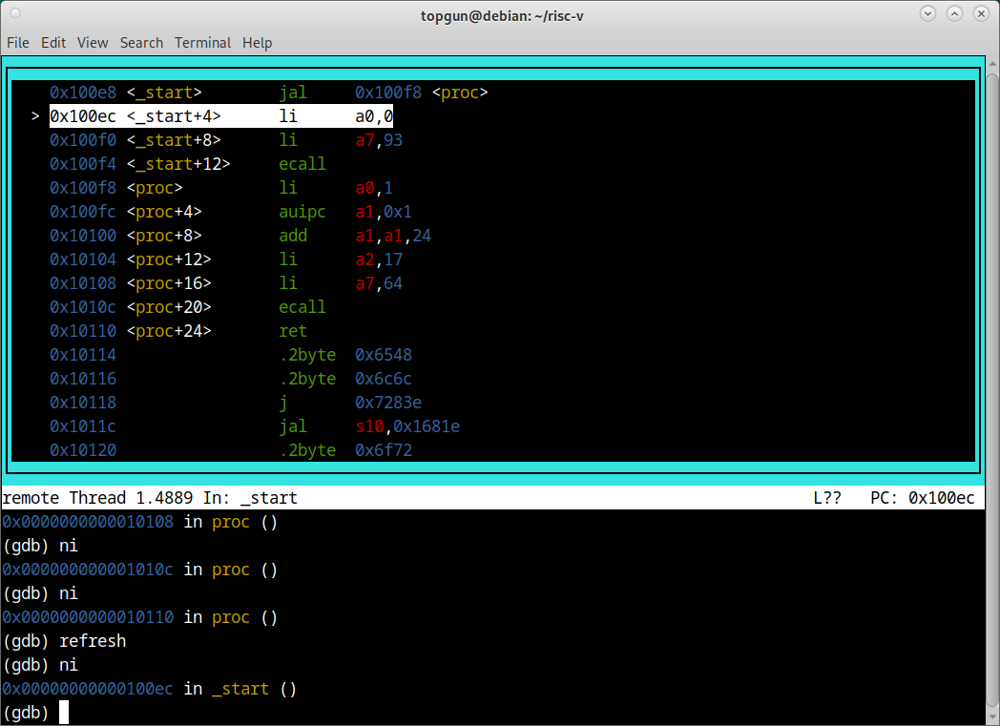 topgun@debian: ~/risc-v
File Edit View Search Terminal Help
0x100e8 <_start> jal 0x100f8 <proc>
> 0x100ec <_start+4> li a0,0
0x100f0 <_start+8> li a7,93
0x100f4 <_start+12> ecall
0x100f8 <proc> li a0,1
0x100fc <proc+4> auipc a1,0x1
0x10100 <proc+8> add a1,a1,24
0x10104 <proc+12> li a2,17
0x10108 <proc+16> li a7,64
0x1010c <proc+20> ecall
0x10110 <proc+24> ret
0x10114 .2byte 0x6548
0x10116 .2byte 0x6c6c
0x10118 j 0x7283e
0x1011c jal s10,0x1681e
0x10120 .2byte 0x6f72
remote Thread 1.4889 In: _start L?? PC: 0x100ec
0x0000000000010108 in proc ()
(gdb) ni
0x000000000001010c in proc ()
(gdb) ni
0x0000000000010110 in proc ()
(gdb) refresh
(gdb) ni
0x00000000000100ec in _start ()
(gdb)